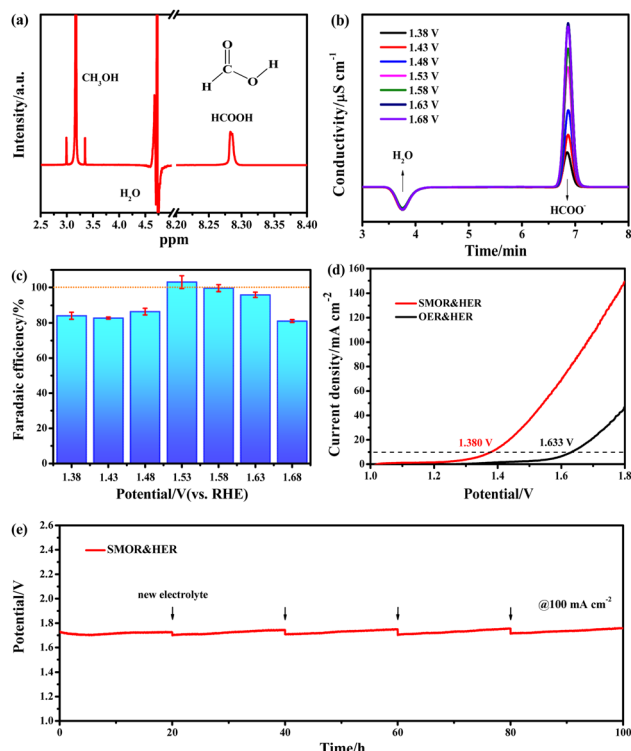 (a)
Intensity/a.u.
CH3OH
H2O
HCOOH
O
H
C
O
H
2.5 3.0 3.5 4.0 4.5 8.20 8.20 8.25 8.30 8.35 8.40
ppm
(b)
Conductivity/μS cm-1
1.38 V
1.43 V
1.48 V
1.53 V
1.58 V
1.63 V
1.68 V
H2O
HCOO-
3 4 5 6 7 8
Time/min
(c)
Faradaic efficiency/%
100
80
60
40
20
0
1.38 1.43 1.48 1.53 1.58 1.63 1.68
Potential/V(vs. RHE)
(d)
Current density/mA cm-2
160
140
120
100
80
60
40
20
0
SMOR&HER
OER&HER
1.380 V
1.633 V
1.0 1.2 1.4 1.6 1.8
Potential/V
(e)
Potential/V
2.6
2.4
2.2
2.0
1.8
1.6
1.4
1.2
1.0
SMOR&HER
new electrolyte
@100 mA cm-2
0 20 40 60 80 100
Time/h